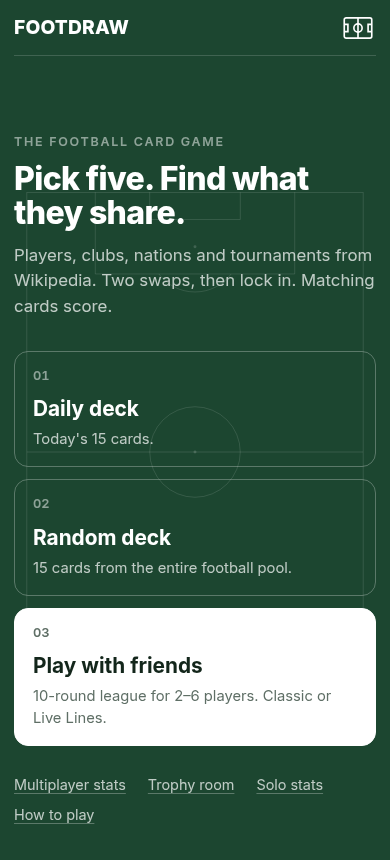 FOOTDRAW
THE FOOTBALL CARD GAME
Pick five. Find what
they share.
Players, clubs, nations and tournaments from
Wikipedia. Two swaps, then lock in. Matching
cards score.
01
Daily deck
Today's 15 cards.
02
Random deck
15 cards from the entire football pool.
03
Play with friends
10-round league for 2–6 players. Classic or
Live Lines.
Multiplayer stats Trophy room Solo stats
How to play